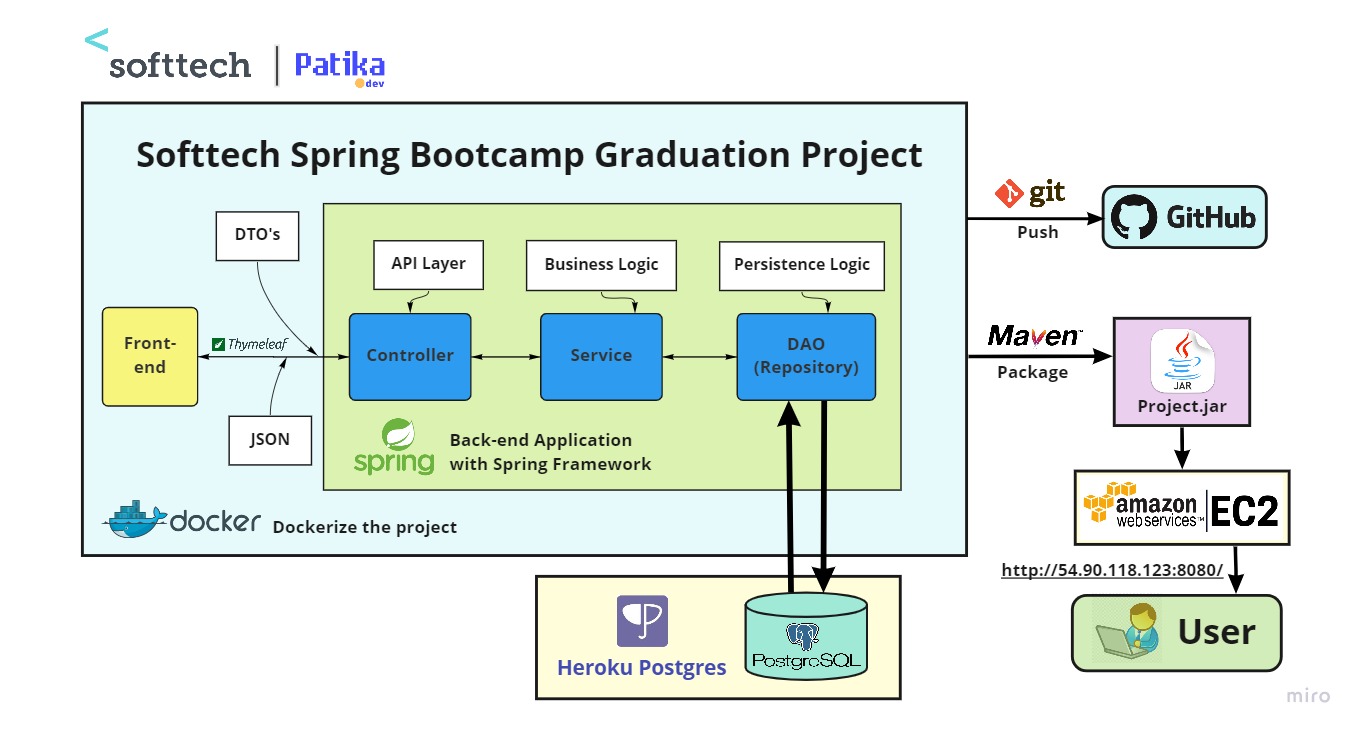 softtech
Patika
dev
Softtech Spring Bootcamp Graduation Project
DTO's
API Layer
Business Logic
Persistence Logic
Front-
end
Thymeleaf
Controller
Service
DAO
(Repository)
JSON
spring
Back-end Application
with Spring Framework
docker
Dockerize the project
Heroku Postgres
PostgreSQL
git
Push
GitHub
Maven™
Package
JAR
Project.jar
amazon
web services™
EC2
http://54.90.118.123:8080/
User
miro